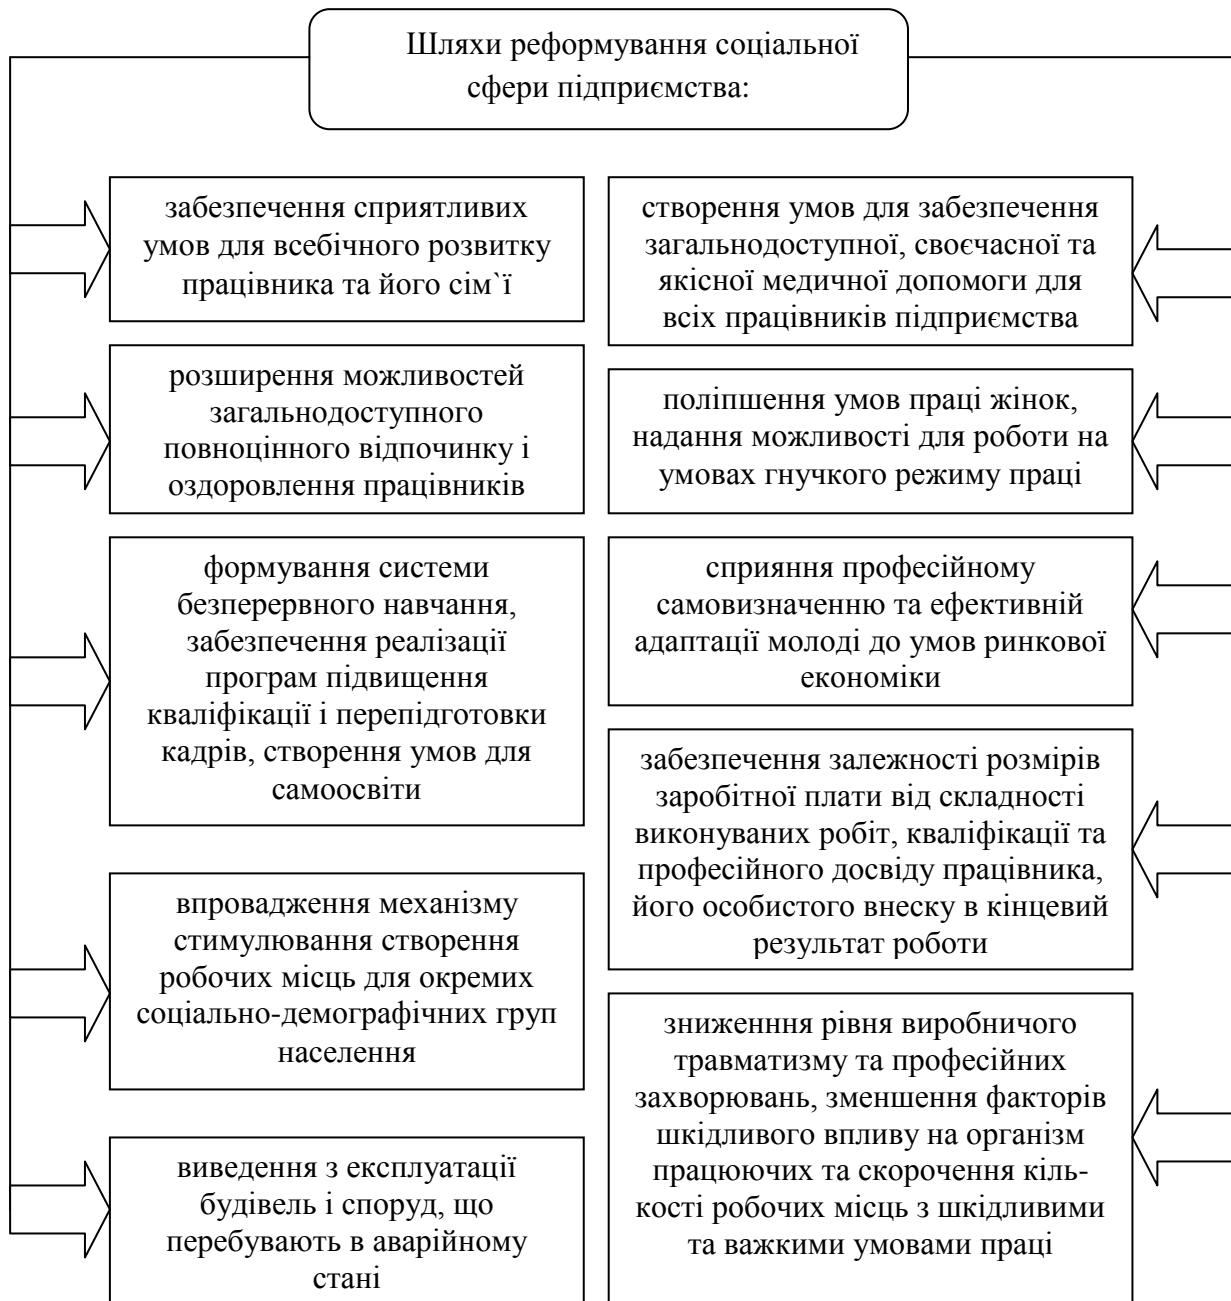 Шляхи реформування соціальної
сфери підприємства:
забезпечення сприятливих
умов для всебічного розвитку
працівника та його сім`ї
розширення можливостей
загальнодоступного
повноцінного відпочинку і
оздоровлення працівників
формування системи
безперервного навчання,
забезпечення реалізації
програм підвищення
кваліфікації і перепідготовки
кадрів, створення умов для
самоосвіти
впровадження механізму
стимулювання створення
робочих місць для окремих
соціально-демографічних груп
населення
виведення з експлуатації
будівель і споруд, що
перебувають в аварійному
стані
створення умов для забезпечення
загальнодоступної, своєчасної та
якісної медичної допомоги для
всіх працівників підприємства
поліпшення умов праці жінок,
надання можливості для роботи на
умовах гнучкого режиму праці
сприяння професійному
самовизначенню та ефективній
адаптації молоді до умов ринкової
економіки
забезпечення залежності розмірів
заробітної плати від складності
виконуваних робіт, кваліфікації та
професійного досвіду працівника,
його особистого внеску в кінцевий
результат роботи
зниженння рівня виробничого
травматизму та професійних
захворювань, зменшення факторів
шкідливого впливу на організм
працюючих та скорочення кіль-
кості робочих місць з шкідливими
та важкими умовами праці